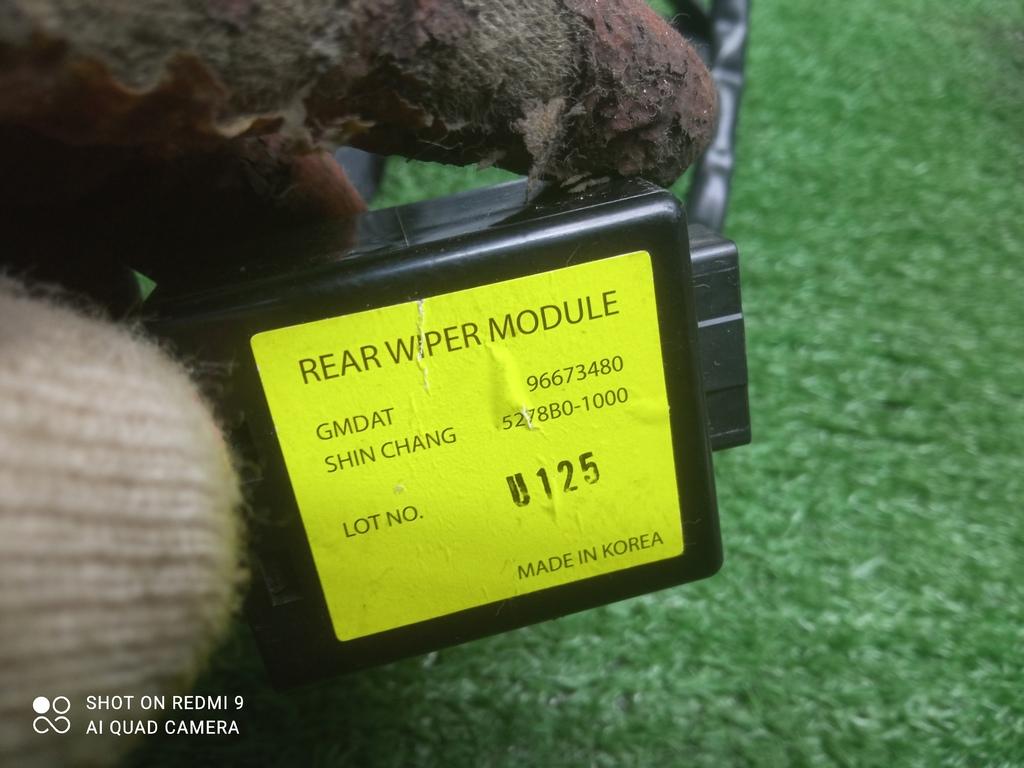 REAR WIPER MODULE
GMDAT 96673480
SHIN CHANG 5278B0-1000
LOT NO. U125
MADE IN KOREA
SHOT ON REDMI 9
AI QUAD CAMERA